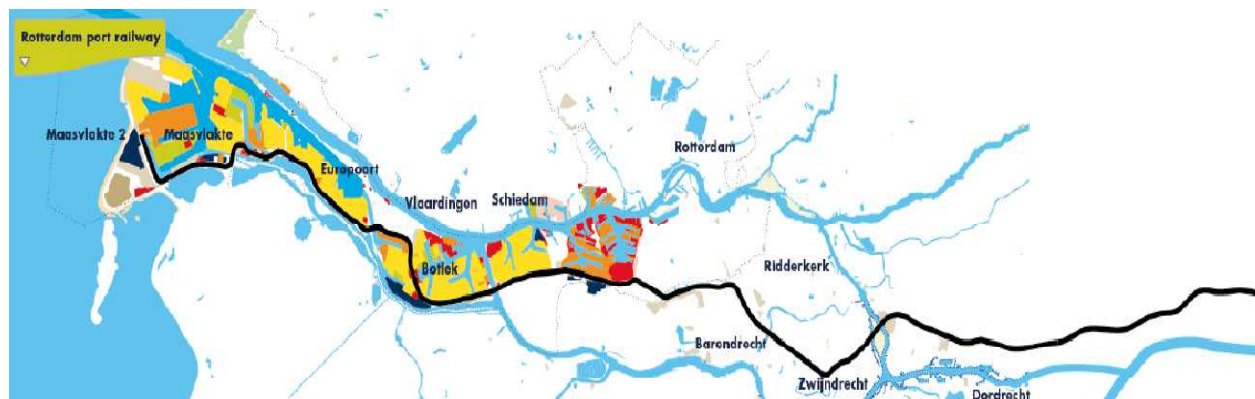 Rotterdam port railway
Maasvlakte 2
Maasvlakte
Europoort
Vlaardingen
Schiedam
Rotterdam
Botlek
Ridderkerk
Barendrecht
Zwijndrecht
Dordrecht